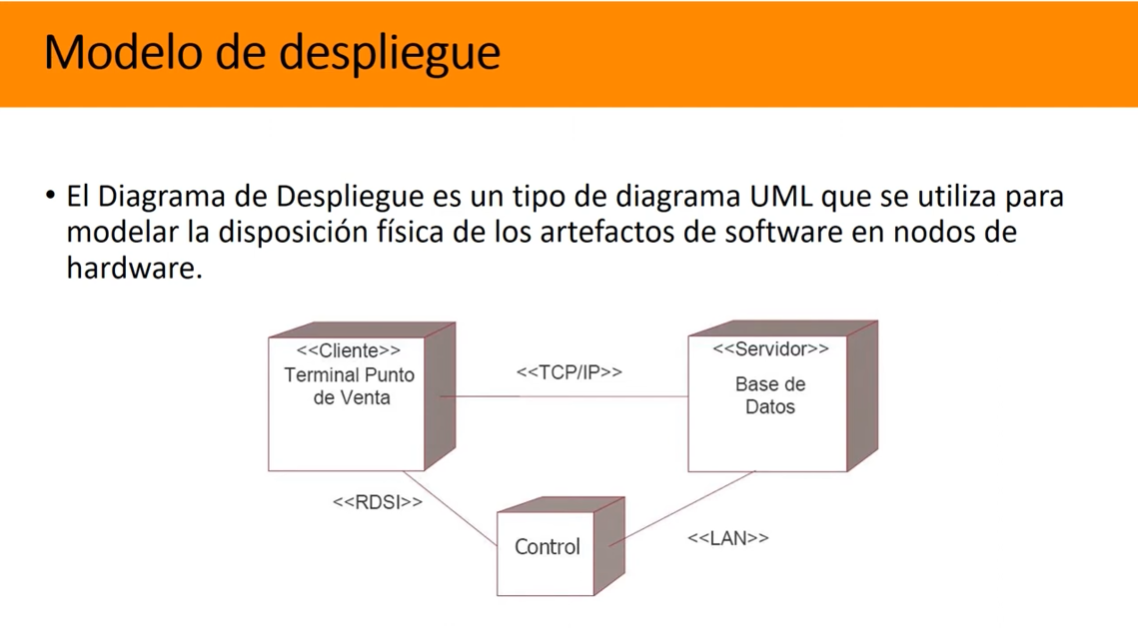 Modelo de despliegue
• El Diagrama de Despliegue es un tipo de diagrama UML que se utiliza para
modelar la disposición física de los artefactos de software en nodos de
hardware.
<<Cliente>>
Terminal Punto
de Venta
<<TCP/IP>>
<<Servidor>>
Base de
Datos
<<RDSI>>
Control
<<LAN>>